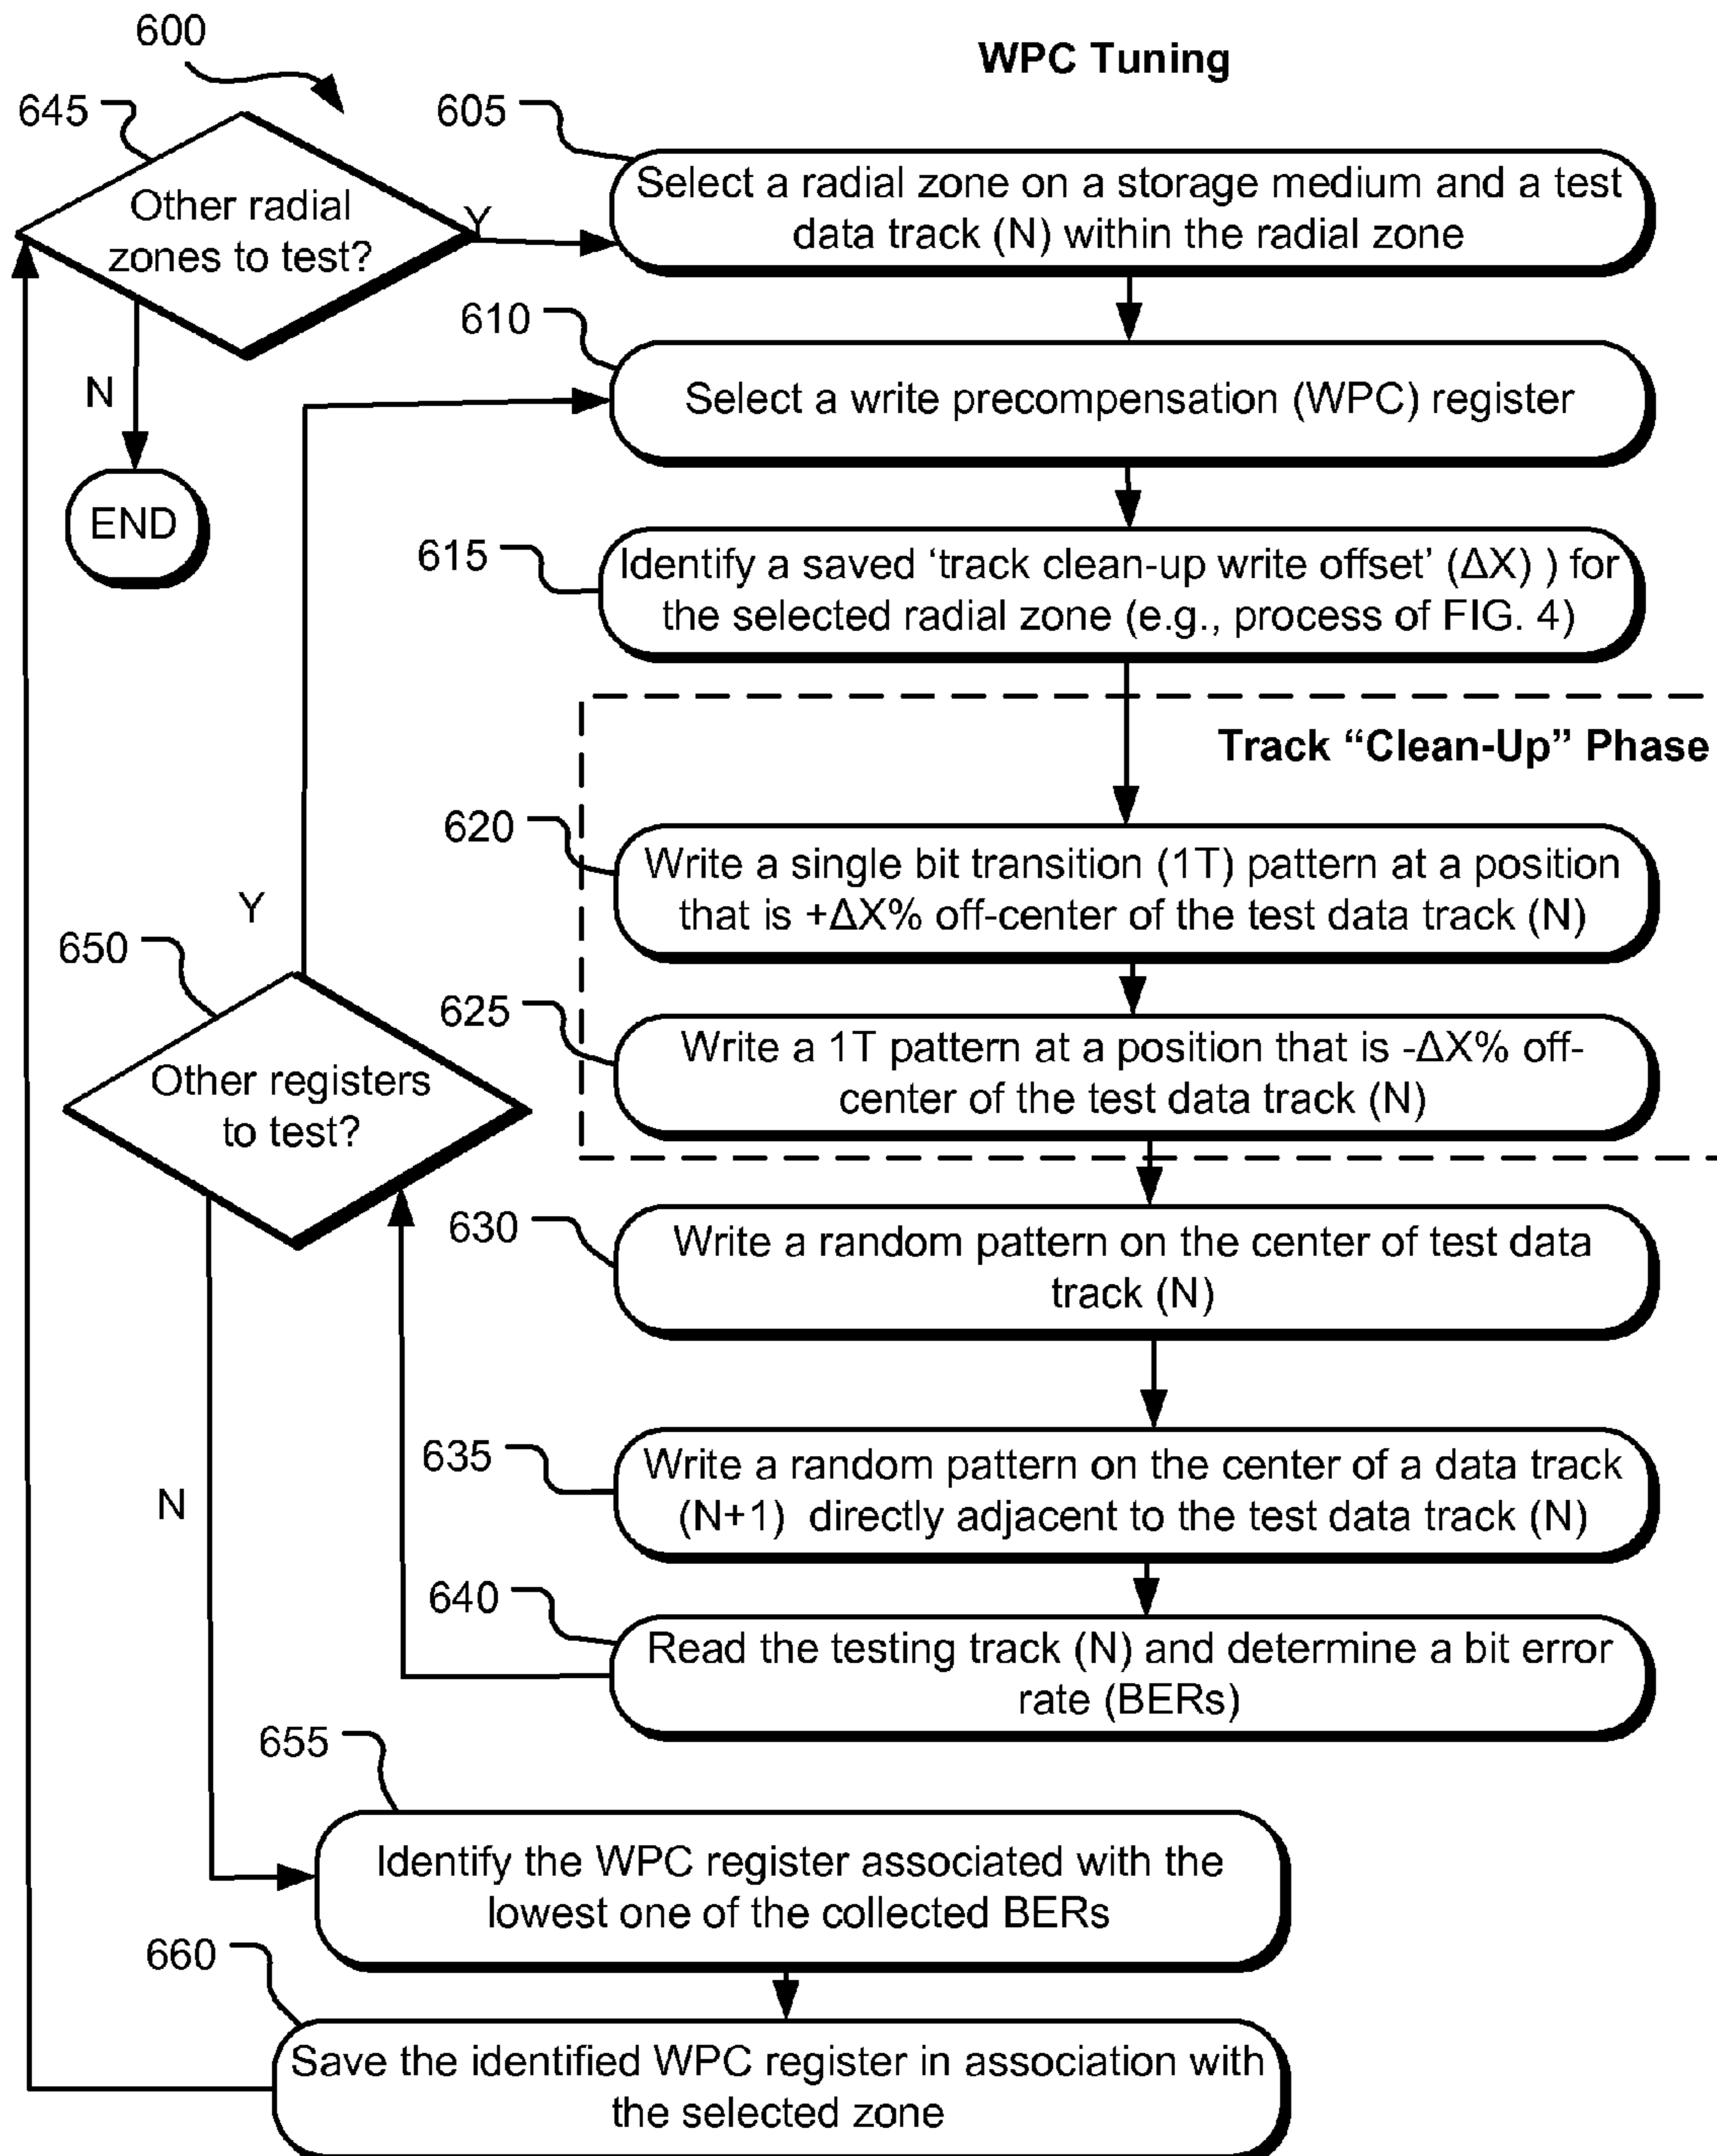 600
WPC Tuning
645
605
Other radial
zones to test?
Y
Select a radial zone on a storage medium and a test
data track (N) within the radial zone
610
N
Select a write precompensation (WPC) register
END
615
Identify a saved ‘track clean-up write offset’ (ΔX) ) for
the selected radial zone (e.g., process of FIG. 4)
Track “Clean-Up” Phase
620
Write a single bit transition (1T) pattern at a position
that is +ΔX% off-center of the test data track (N)
Y
650
625
Write a 1T pattern at a position that is -ΔX% off-
center of the test data track (N)
Other registers
to test?
630
Write a random pattern on the center of test data
track (N)
N
635
Write a random pattern on the center of a data track
(N+1) directly adjacent to the test data track (N)
640
Read the testing track (N) and determine a bit error
rate (BERs)
655
Identify the WPC register associated with the
lowest one of the collected BERs
660
Save the identified WPC register in association with
the selected zone